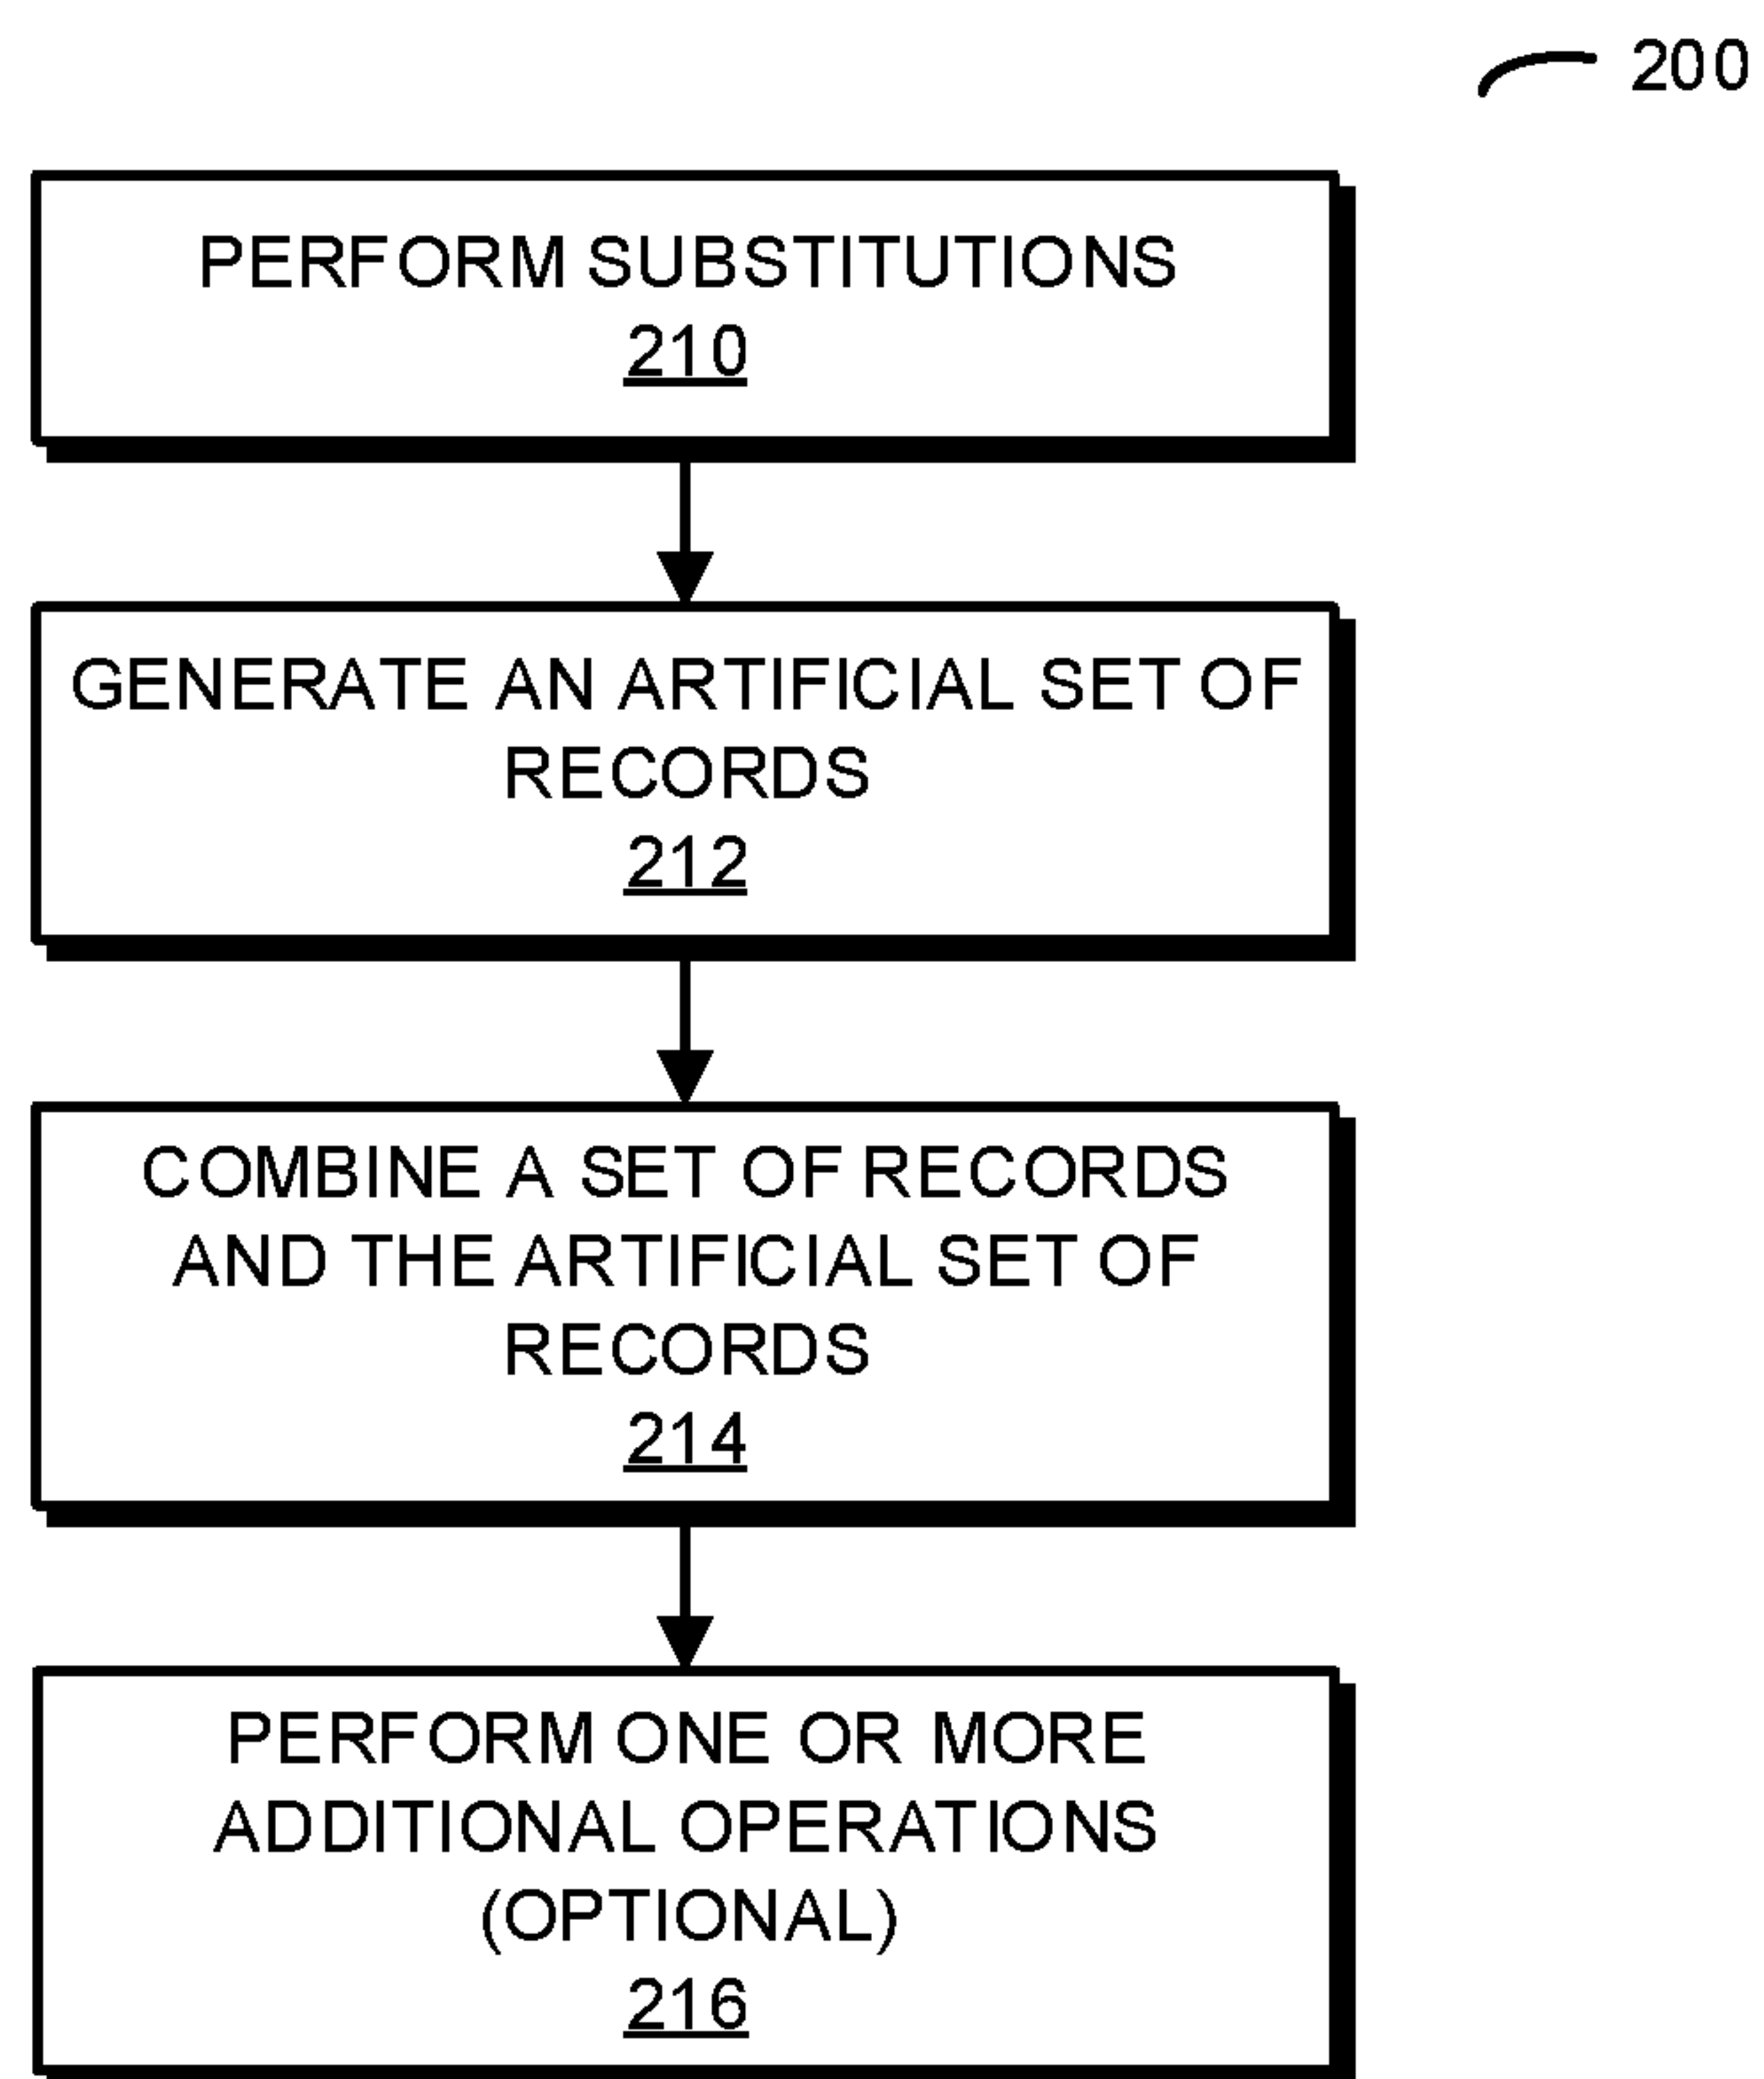 200
PERFORM SUBSTITUTIONS
210
GENERATE AN ARTIFICIAL SET OF
RECORDS
212
COMBINE A SET OF RECORDS
AND THE ARTIFICIAL SET OF
RECORDS
214
PERFORM ONE OR MORE
ADDITIONAL OPERATIONS
(OPTIONAL)
216